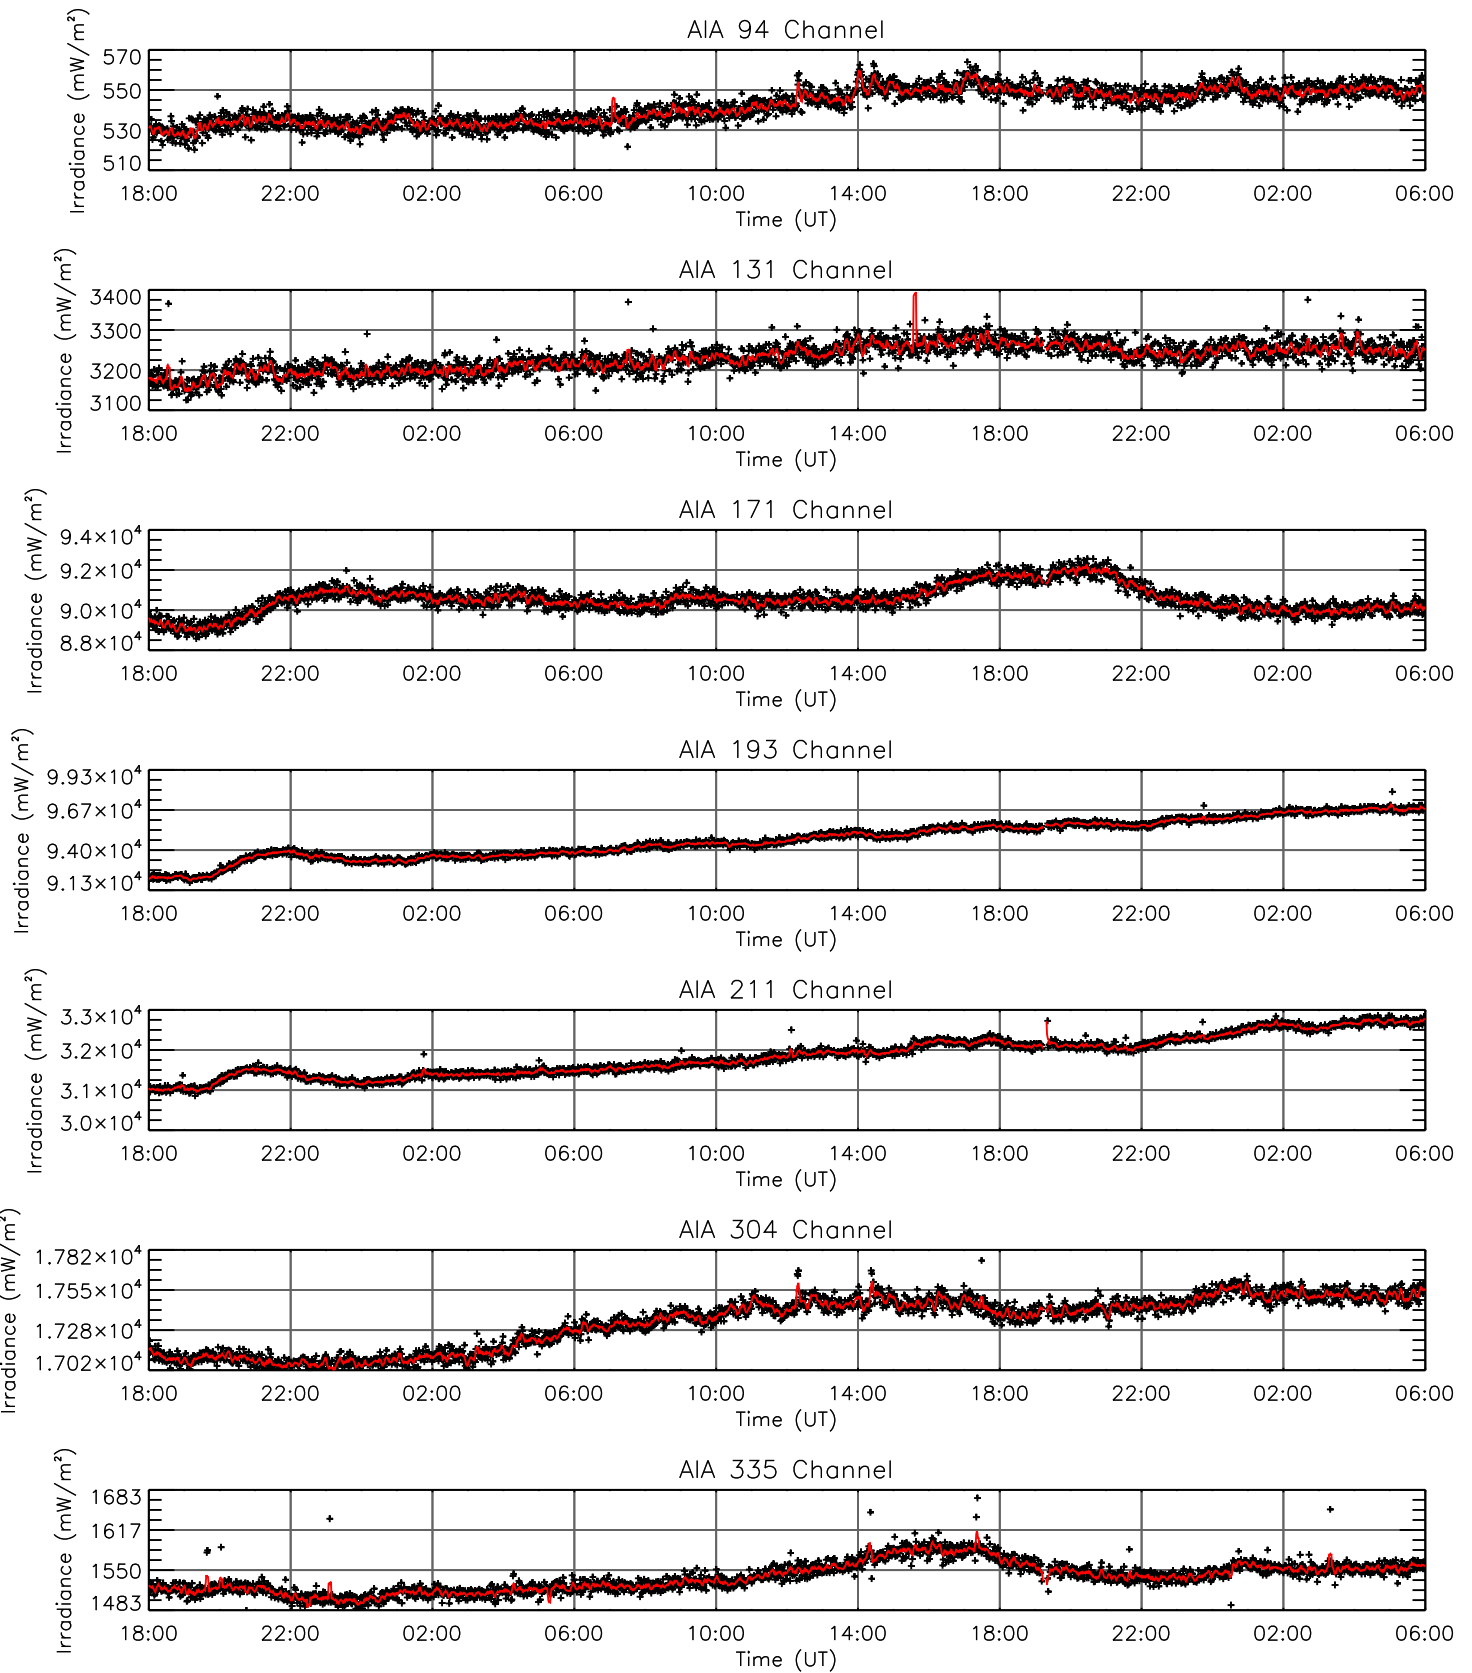 AIA 94 Channel
Irradiance (mW/m²)
570
550
530
510
18:00 22:00 02:00 06:00 10:00 14:00 18:00 22:00 02:00 06:00
Time (UT)
AIA 131 Channel
Irradiance (mW/m²)
3400
3300
3200
3100
18:00 22:00 02:00 06:00 10:00 14:00 18:00 22:00 02:00 06:00
Time (UT)
AIA 171 Channel
Irradiance (mW/m²)
9.4×10⁴
9.2×10⁴
9.0×10⁴
8.8×10⁴
18:00 22:00 02:00 06:00 10:00 14:00 18:00 22:00 02:00 06:00
Time (UT)
AIA 193 Channel
Irradiance (mW/m²)
9.93×10⁴
9.67×10⁴
9.40×10⁴
9.13×10⁴
18:00 22:00 02:00 06:00 10:00 14:00 18:00 22:00 02:00 06:00
Time (UT)
AIA 211 Channel
Irradiance (mW/m²)
3.3×10⁴
3.2×10⁴
3.1×10⁴
3.0×10⁴
18:00 22:00 02:00 06:00 10:00 14:00 18:00 22:00 02:00 06:00
Time (UT)
AIA 304 Channel
Irradiance (mW/m²)
1.782×10⁴
1.755×10⁴
1.728×10⁴
1.702×10⁴
18:00 22:00 02:00 06:00 10:00 14:00 18:00 22:00 02:00 06:00
Time (UT)
AIA 335 Channel
Irradiance (mW/m²)
1683
1617
1550
1483
18:00 22:00 02:00 06:00 10:00 14:00 18:00 22:00 02:00 06:00
Time (UT)